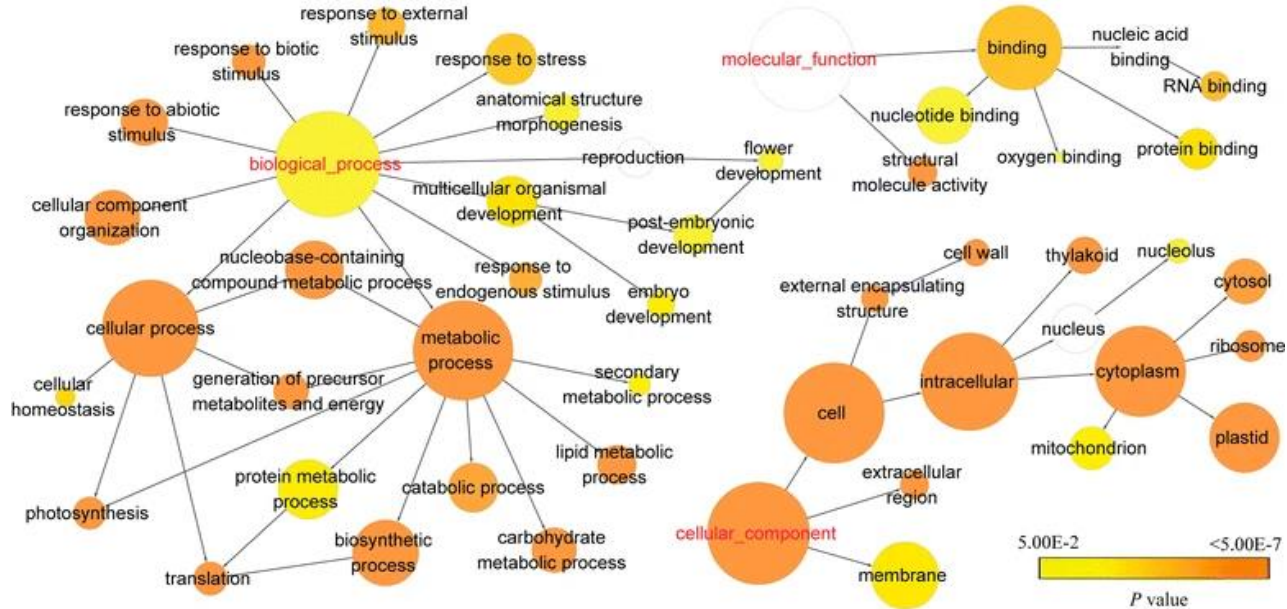 response to external
stimulus
response to biotic
stimulus
response to stress
response to abiotic
stimulus
anatomical structure
morphogenesis
biological_process
reproduction
flower
development
cellular component
organization
multicellular organismal
development
post-embryonic
development
nucleobase-containing
compound metabolic process
response to
endogenous stimulus
embryo
development
cellular process
metabolic
process
cellular
homeostasis
generation of precursor
metabolites and energy
secondary
metabolic process
protein metabolic
process
catabolic process
lipid metabolic
process
photosynthesis
biosynthetic
process
carbohydrate
metabolic process
translation
molecular_function
binding
nucleic acid
binding
RNA binding
nucleotide binding
structural
molecule activity
oxygen binding
protein binding
cell wall
thylakoid
nucleolus
external encapsulating
structure
cytosol
nucleus
ribosome
intracellular
cytoplasm
cell
mitochondrion
plastid
extracellular
region
cellular_component
membrane
5.00E-2
<5.00E-7
P value